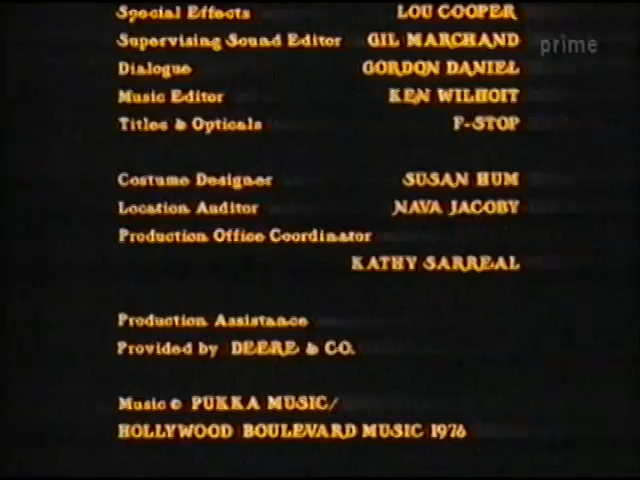 Special Effects LOU COOPER
Supervising Sound Editor GIL MARCHAND
prime
Dialogue GORDON DANIEL
Music Editor KEN WILHOIT
Titles & Opticals F-STOP
Costume Designer SUSAN HUM
Location Auditor NAVA JACOBY
Production Office Coordinator
KATHY SARREAL
Production Assistance
Provided by DEERE & CO.
Music © PUKKA MUSIC/
HOLLYWOOD BOULEVARD MUSIC 1976